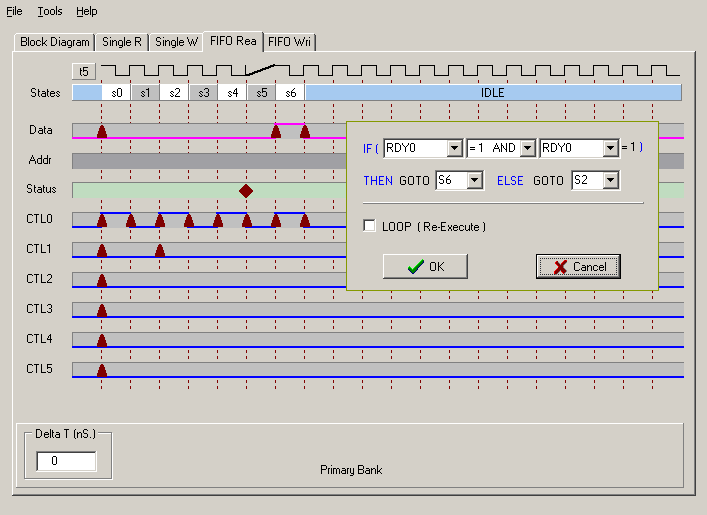 File Tools Help
Block Diagram Single R Single W FIFO Rea FIFO Wri
t5
States s0 s1 s2 s3 s4 s5 s6 IDLE
Data
Addr
Status
CTL0
CTL1
CTL2
CTL3
CTL4
CTL5
IF ( RDY0 = 1 AND RDY0 = 1 )
THEN GOTO S6 ELSE GOTO S2
LOOP ( Re-Execute )
OK Cancel
Delta T (nS.)
0
Primary Bank